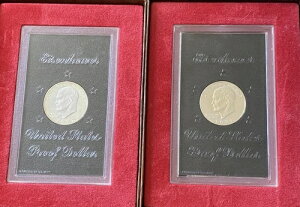 Eisenhower
United States
Proof Dollar
Eisenhower
United States
Proof Dollar